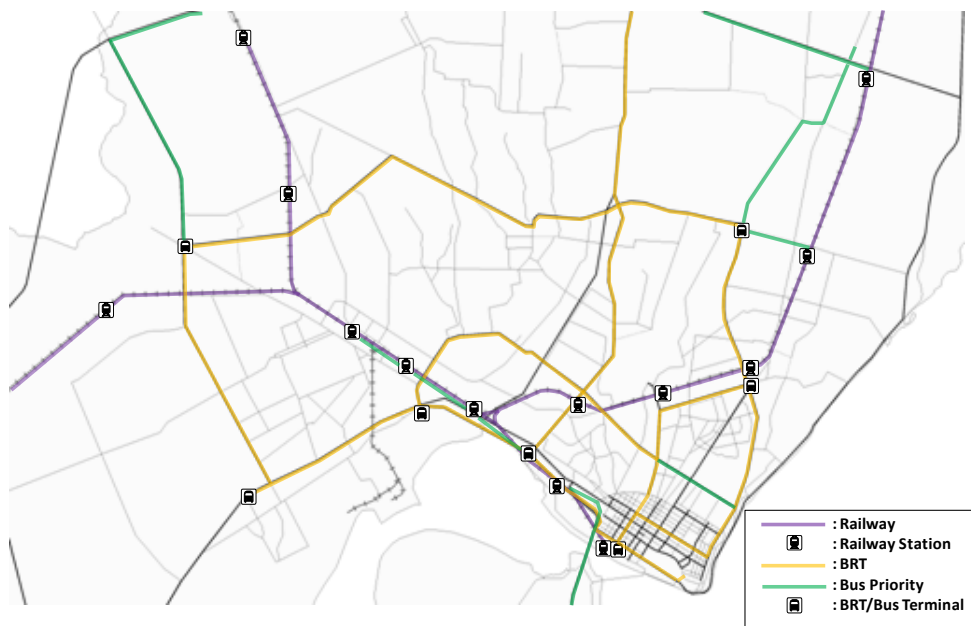 : Railway
: Railway Station
: BRT
: Bus Priority
: BRT/Bus Terminal